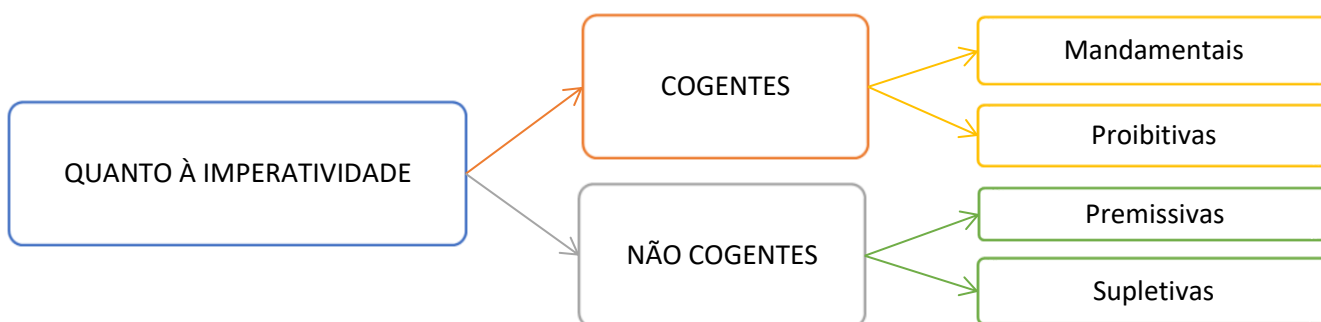 QUANTO À IMPERATIVIDADE
COGENTES
Mandamentais
Proibitivas
NÃO COGENTES
Premissivas
Supletivas